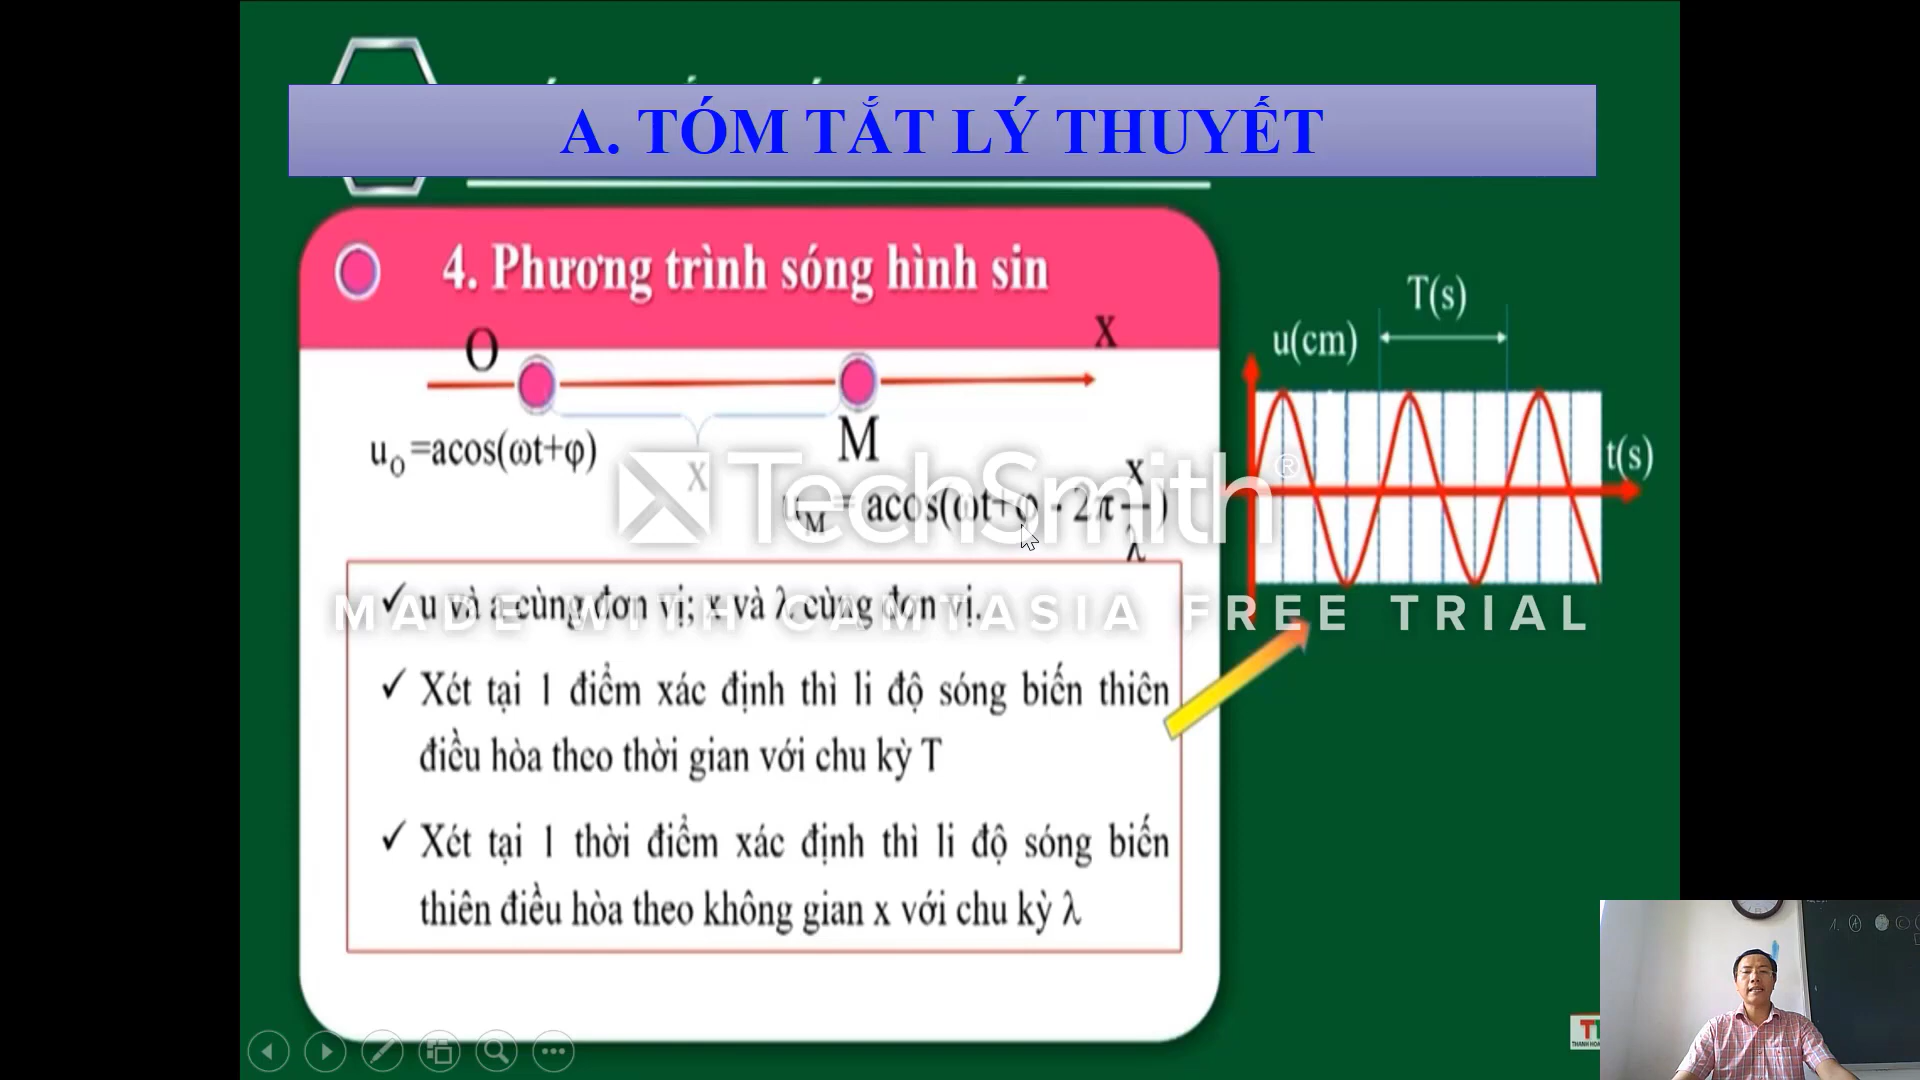 A. TÓM TẮT LÝ THUYẾT
4. Phương trình sóng hình sin
O
x
u_O =acos(ωt+φ)
x
M
u_M = acos(ωt+φ - 2π x/λ)
✓ u và a cùng đơn vị; x và λ cùng đơn vị.
✓ Xét tại 1 điểm xác định thì li độ sóng biến thiên
điều hòa theo thời gian với chu kỳ T
✓ Xét tại 1 thời điểm xác định thì li độ sóng biến
thiên điều hòa theo không gian x với chu kỳ λ
T(s)
u(cm)
t(s)
TechSmith®
MADE WITH CAMTASIA FREE TRIAL